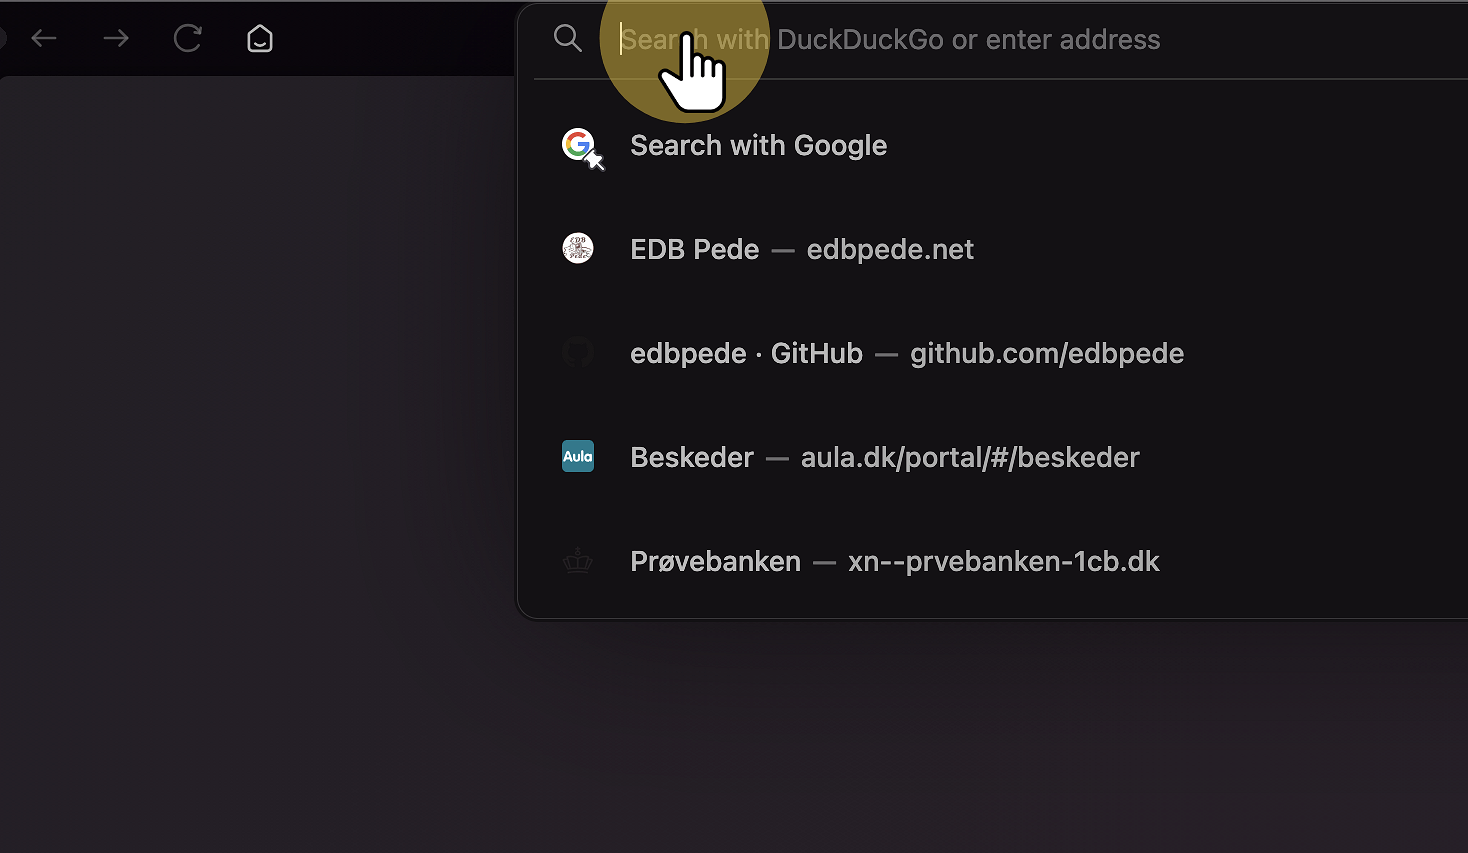 Search with DuckDuckGo or enter address
Search with Google
EDB Pede — edbpede.net
edbpede · GitHub — github.com/edbpede
Aula Beskeder — aula.dk/portal/#/beskeder
Prøvebanken — xn--prvebanken-1cb.dk